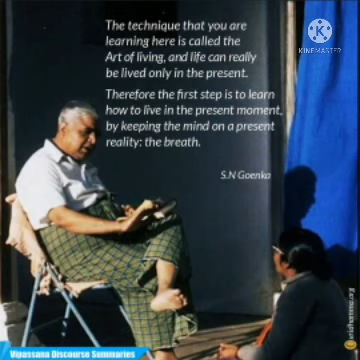 KINEMASTER
The technique that you are
learning here is called the
Art of living, and life can really
be lived only in the present.
Therefore the first step is to learn
how to live in the present moment,
by keeping the mind on a present
reality: the breath.
S.N Goenka
Vipassana Discourse Summaries